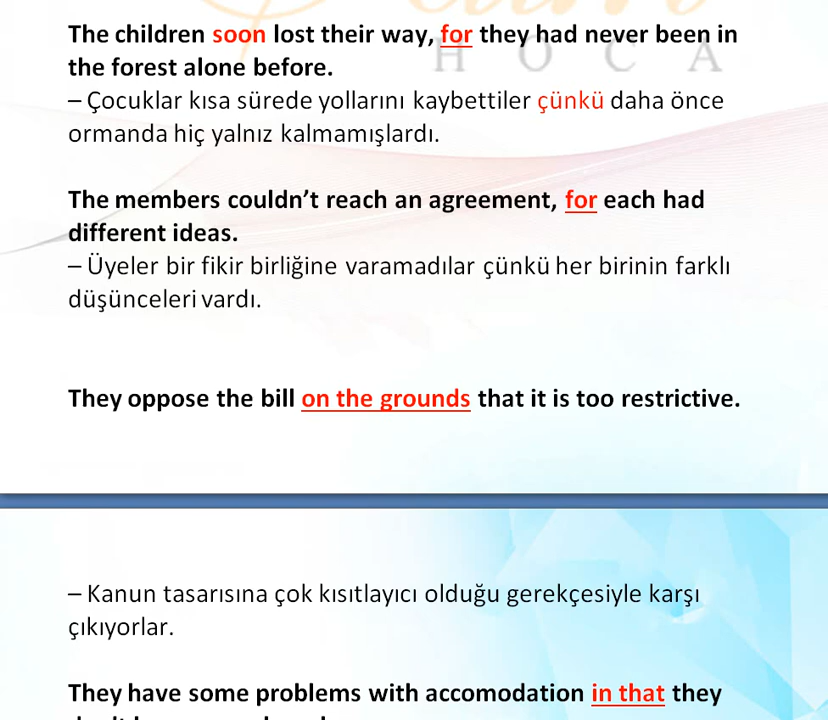 The children soon lost their way, for they had never been in
HOCA
the forest alone before.
– Çocuklar kısa sürede yollarını kaybettiler çünkü daha önce
ormanda hiç yalnız kalmamışlardı.
The members couldn’t reach an agreement, for each had
different ideas.
– Üyeler bir fikir birliğine varamadılar çünkü her birinin farklı
düşünceleri vardı.
They oppose the bill on the grounds that it is too restrictive.
– Kanun tasarısına çok kısıtlayıcı olduğu gerekçesiyle karşı
çıkıyorlar.
They have some problems with accomodation in that they